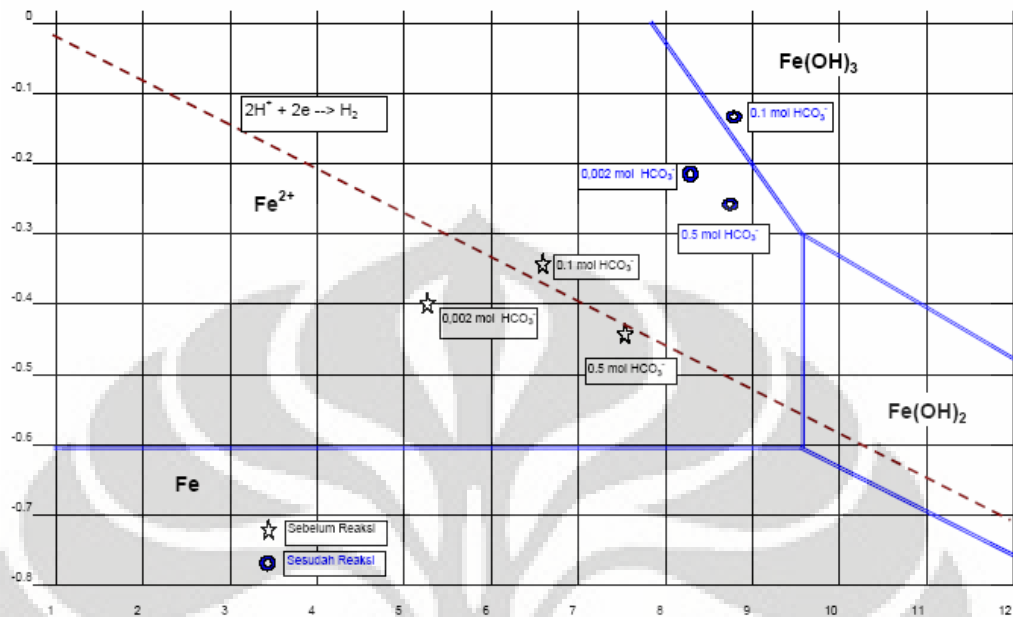 0
-0.1
-0.2
-0.3
-0.4
-0.5
-0.6
-0.7
-0.8
Fe(OH)₃
0.1 mol HCO₃⁻
2H⁺ + 2e --> H₂
0,002 mol HCO₃⁻
Fe²⁺
0.5 mol HCO₃⁻
0.1 mol HCO₃⁻
0,002 mol HCO₃⁻
0.5 mol HCO₃⁻
Fe(OH)₂
Fe
Sebelum Reaksi
Sesudah Reaksi
1 2 3 4 5 6 7 8 9 10 11 12